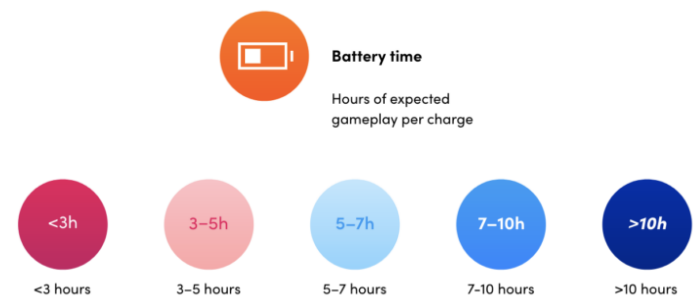 Battery time
Hours of expected
gameplay per charge
<3h
3–5h
5–7h
7–10h
>10h
<3 hours
3–5 hours
5–7 hours
7-10 hours
>10 hours